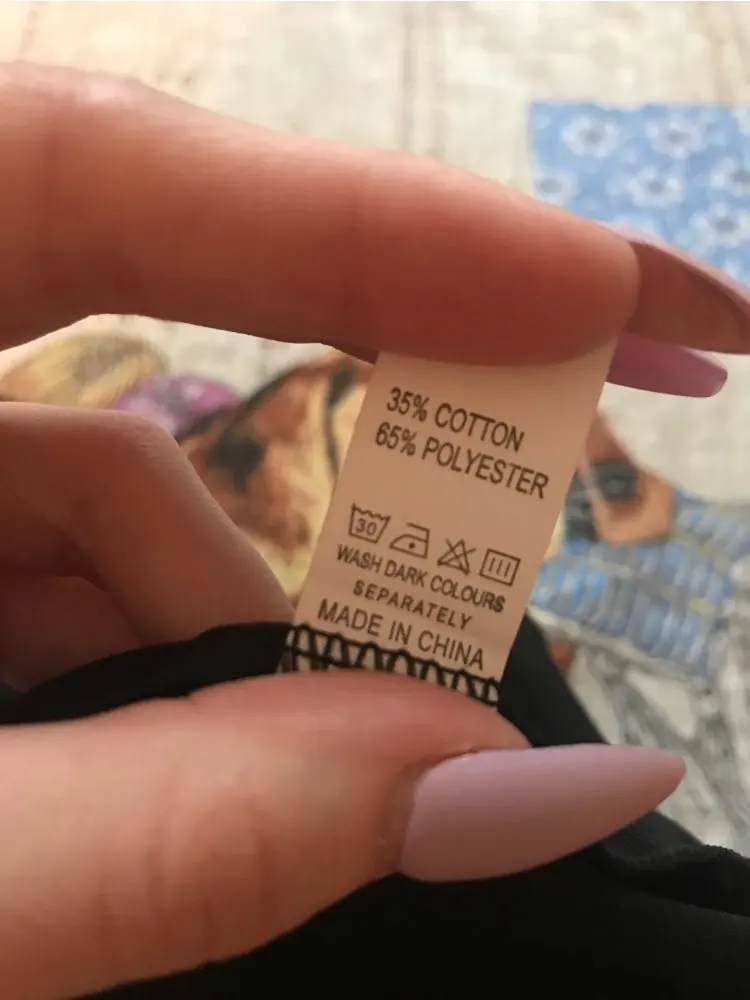 35% COTTON
65% POLYESTER
30
WASH DARK COLOURS
SEPARATELY
MADE IN CHINA